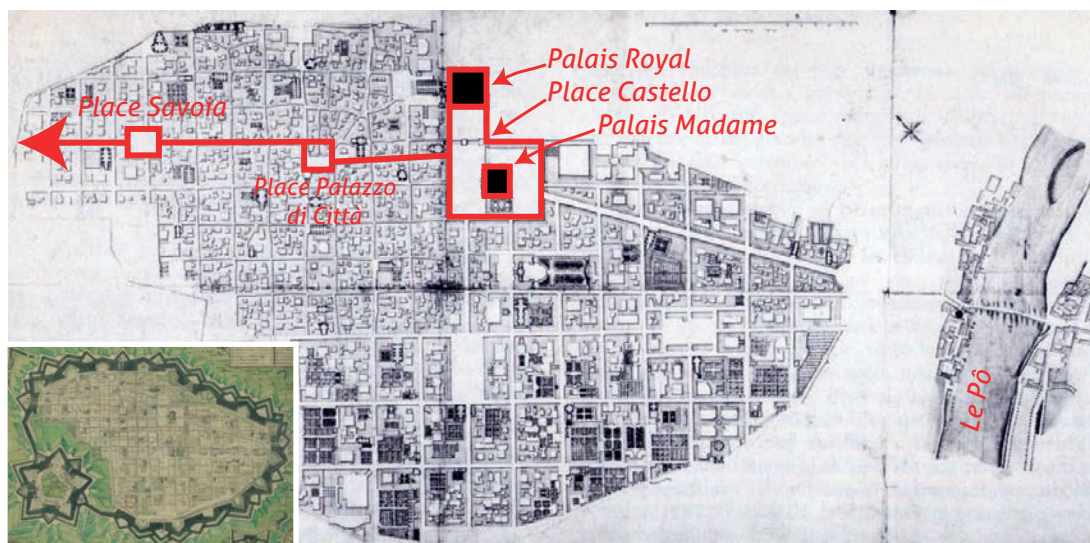 Palais Royal
Place Castello
Palais Madame
Place Savoia
Place Palazzo
di Città
Le Pô